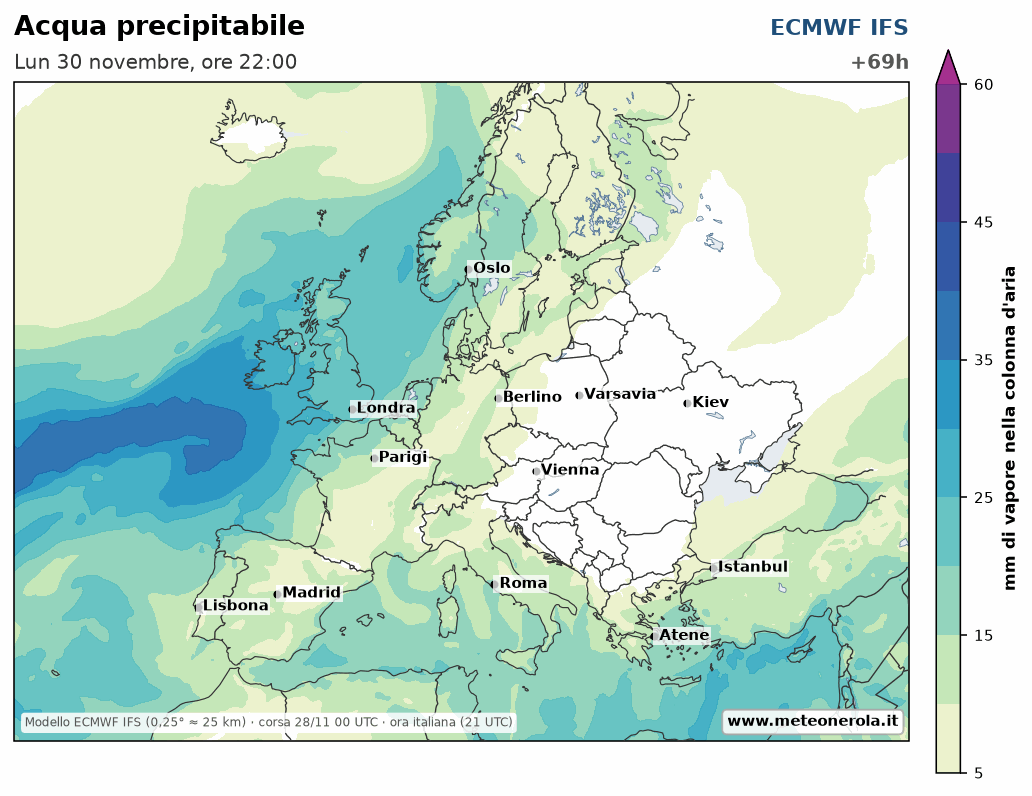 Acqua precipitabile
ECMWF IFS
Lun 30 novembre, ore 22:00
+69h
60
45
35
25
15
5
mm di vapore nella colonna d'aria
Oslo
Berlino
Varsavia
Kiev
Londra
Parigi
Vienna
Istanbul
Roma
Madrid
Lisbona
Atene
Modello ECMWF IFS (0,25° ≈ 25 km) · corsa 28/11 00 UTC · ora italiana (21 UTC)
www.meteonerola.it